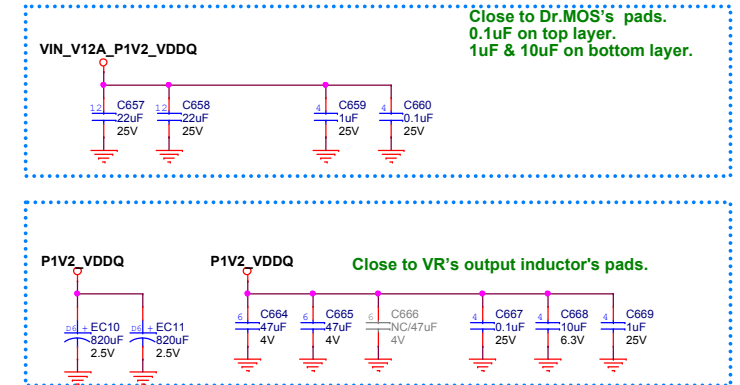 Close to Dr.MOS's  pads.
0.1uF on top layer.
1uF & 10uF on bottom layer.
VIN_V12A_P1V2_VDDQ
12 C657 12 C658 4 C659 4 C660
22uF 22uF 1uF 0.1uF
25V 25V 25V 25V
P1V2_VDDQ P1V2_VDDQ Close to VR’s output inductor's pads.
6 C664 6 C665 6 C666 4 C667 4 C668 4 C669
47uF 47uF NC/47uF 0.1uF 10uF 1uF
4V 4V 4V 25V 6.3V 25V
D6 + EC10 D6 + EC11
820uF 820uF
2.5V 2.5V